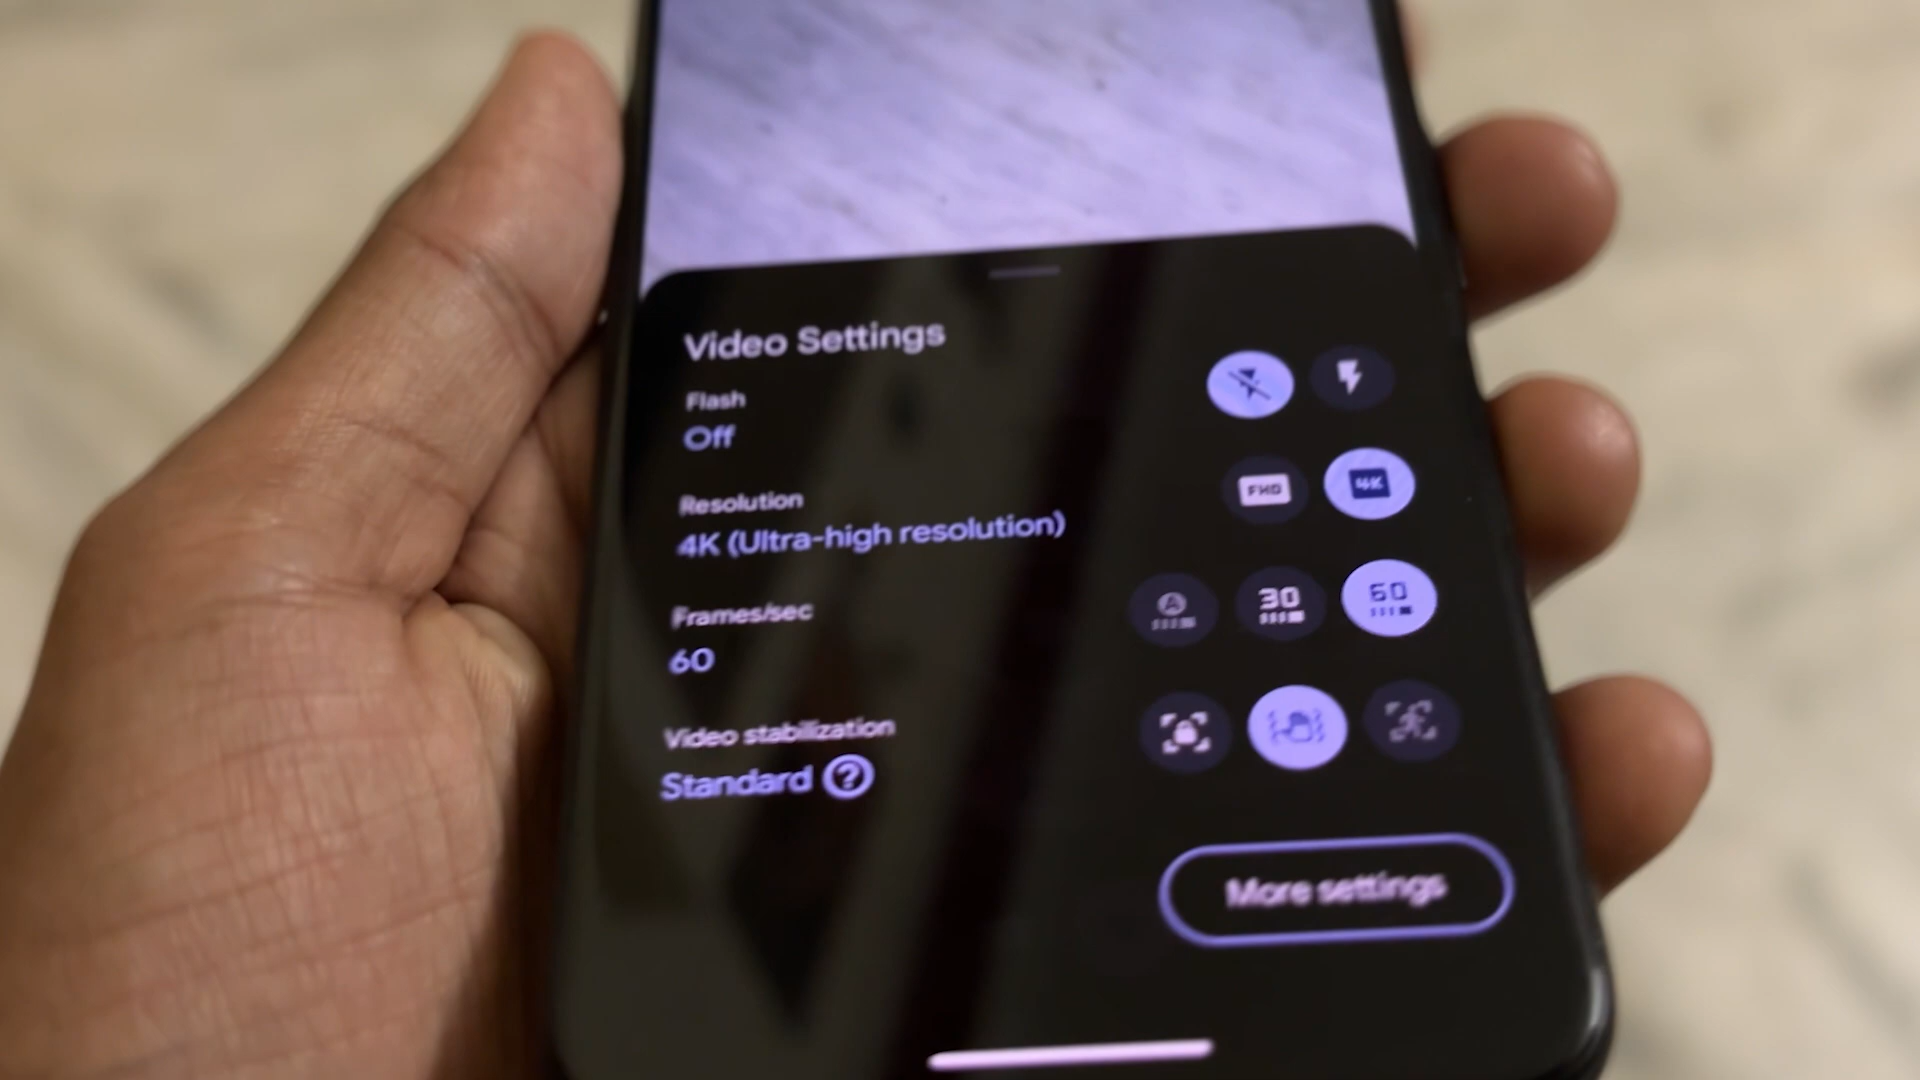 Video Settings
Flash
Off
Resolution
4K (Ultra-high resolution)
FHD
4K
Frames/sec
60
A
30
60
Video stabilization
Standard ?
More settings